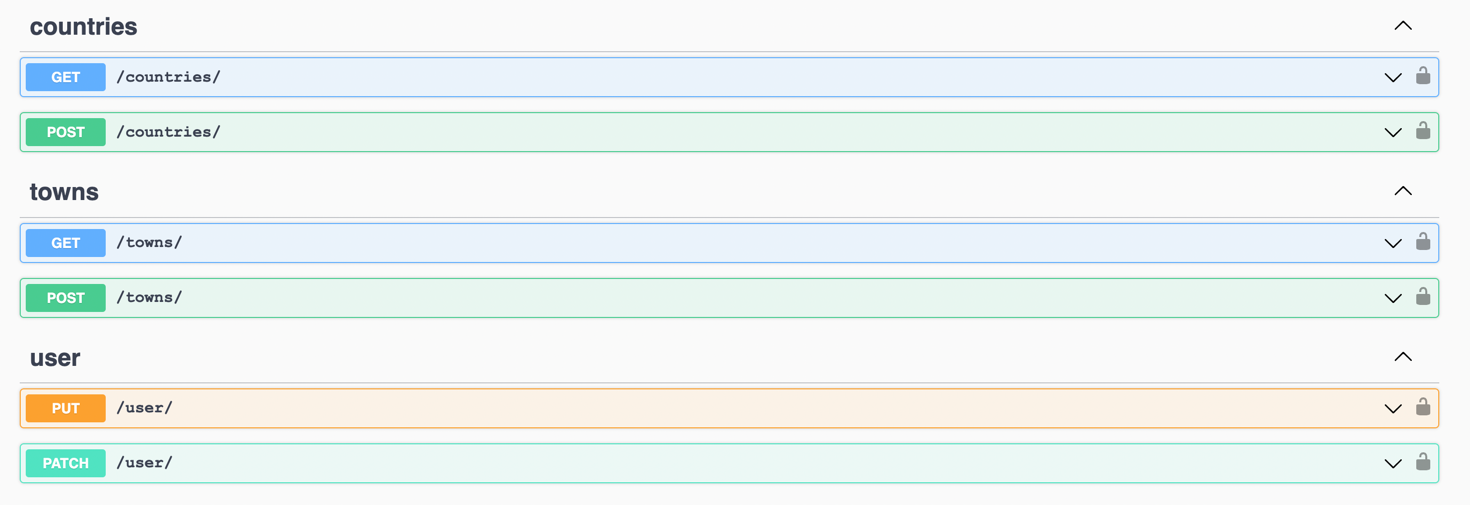 countries
GET /countries/
POST /countries/
towns
GET /towns/
POST /towns/
user
PUT /user/
PATCH /user/